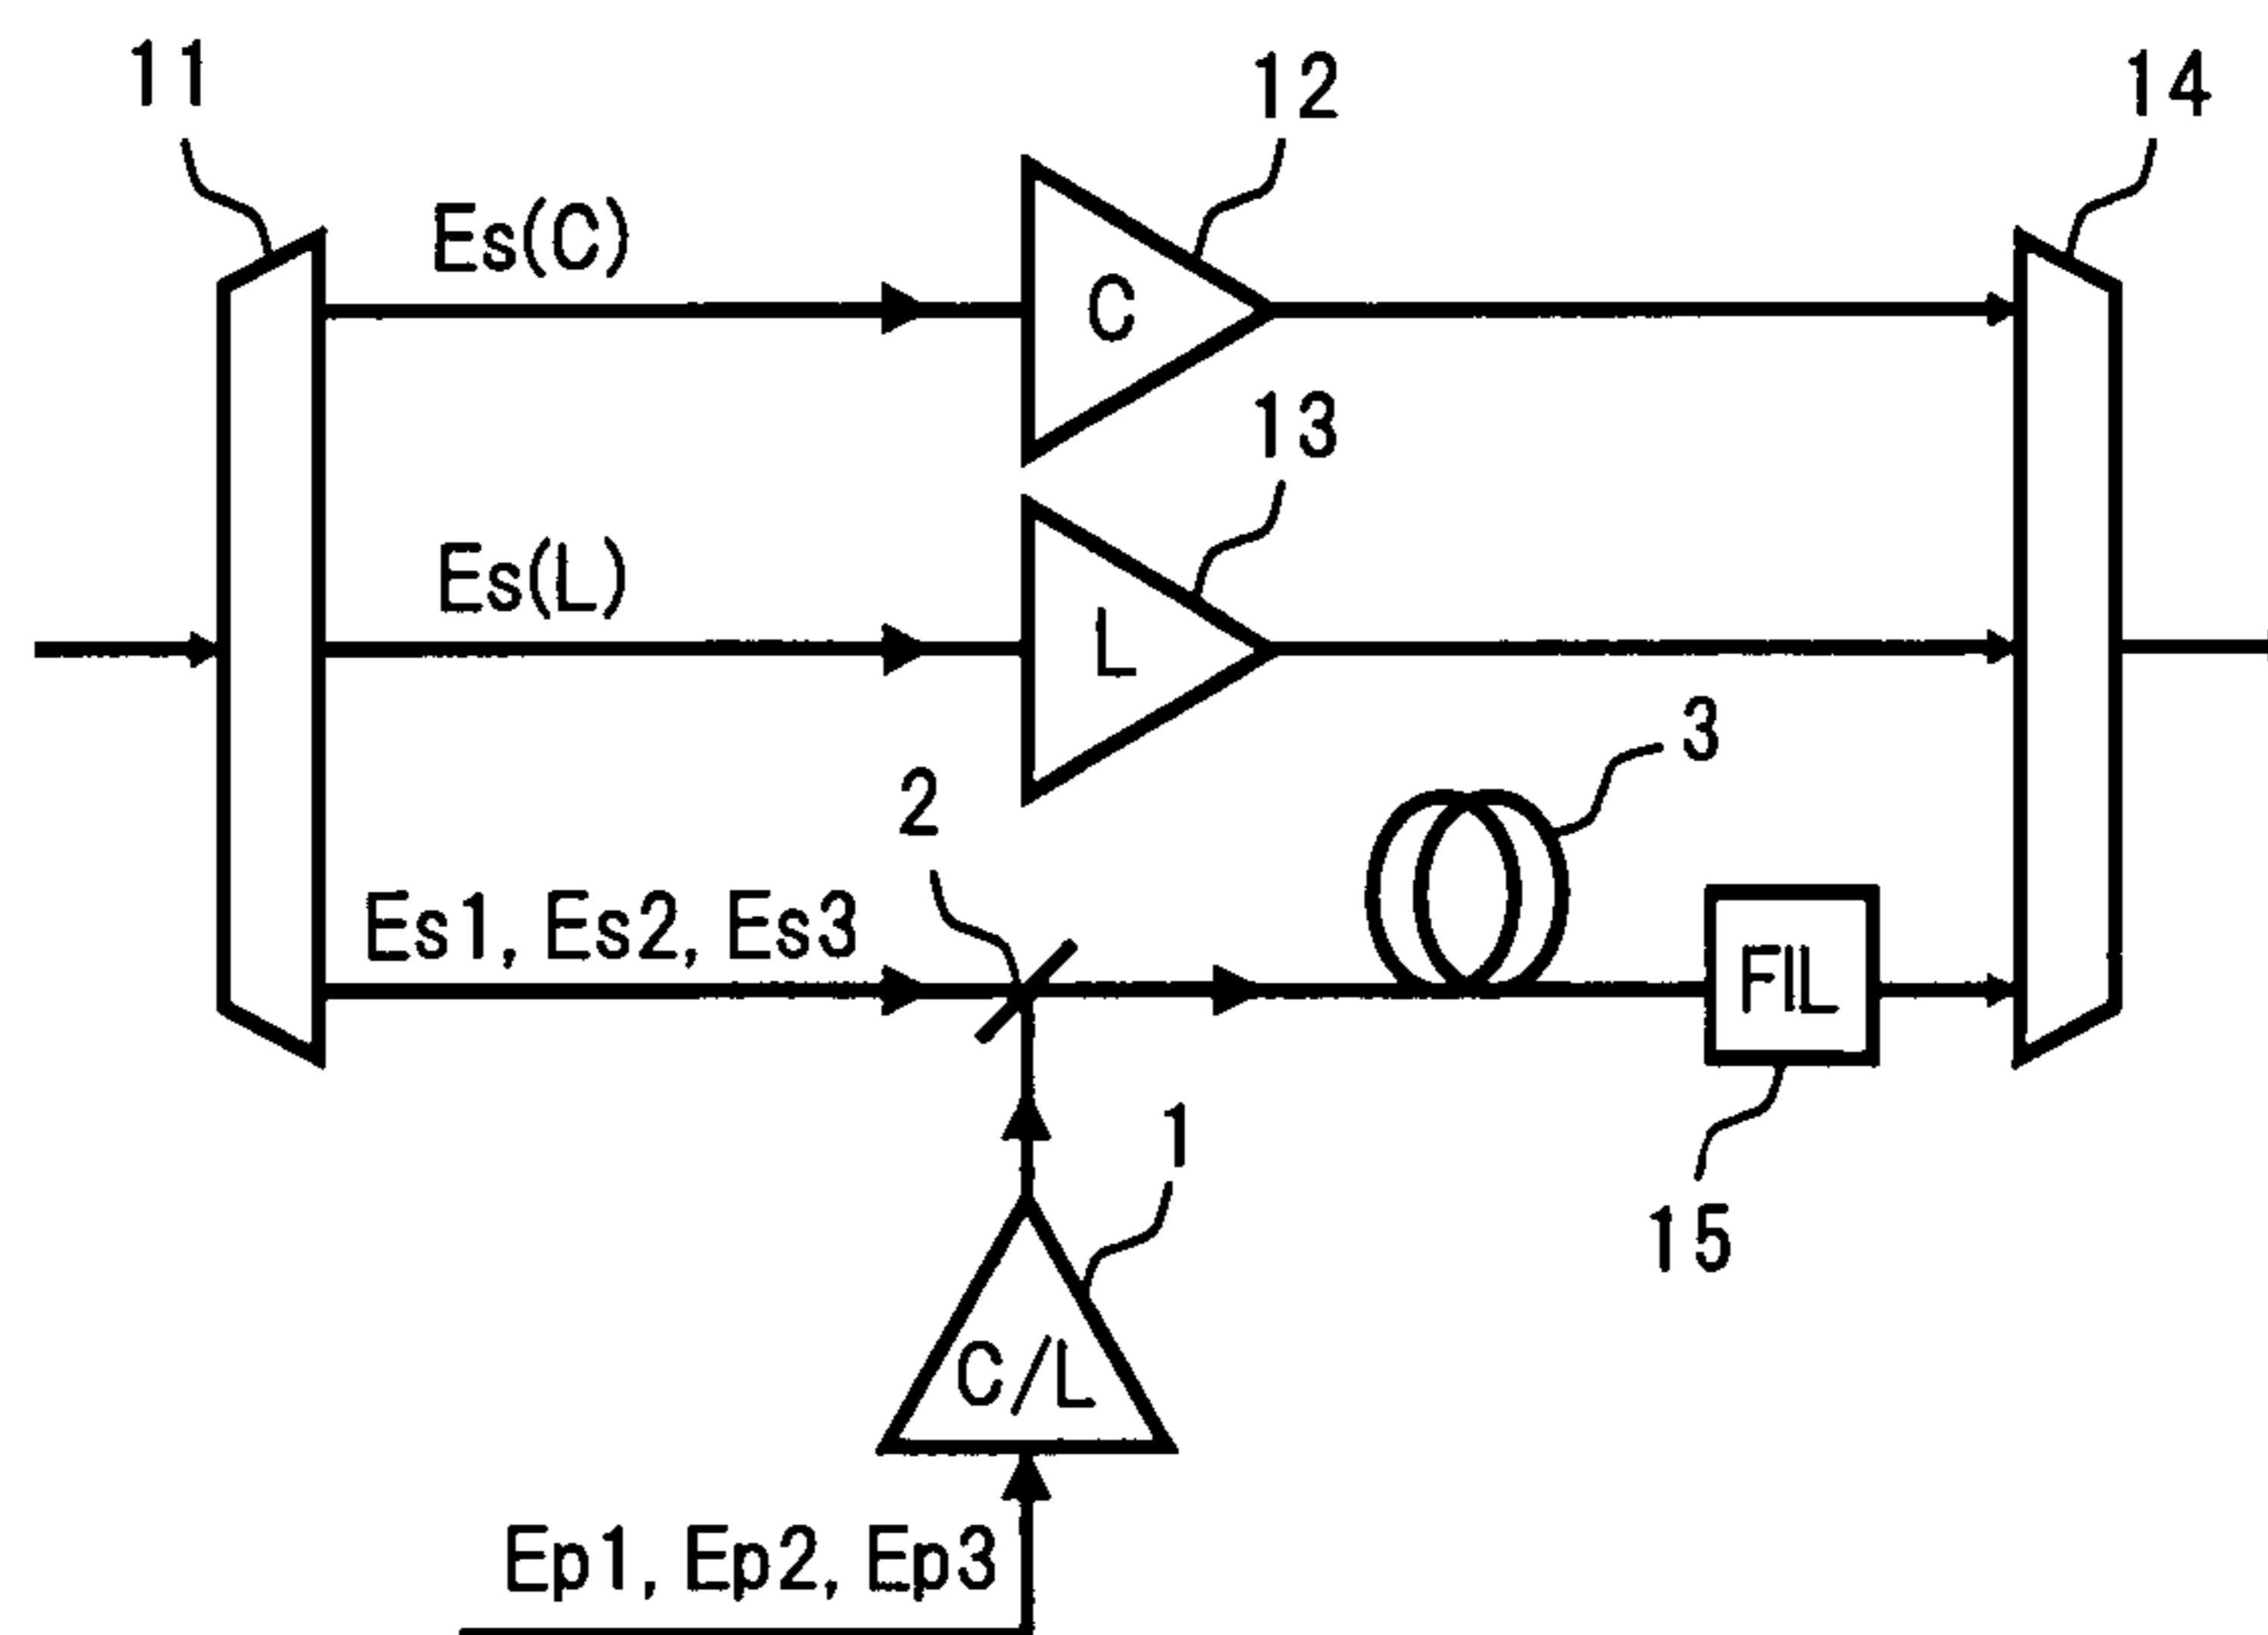 11
12
14
Es(C)
C
13
Es(L)
L
3
2
Es1, Es2, Es3
FIL
1
15
C/L
Ep1, Ep2, Ep3